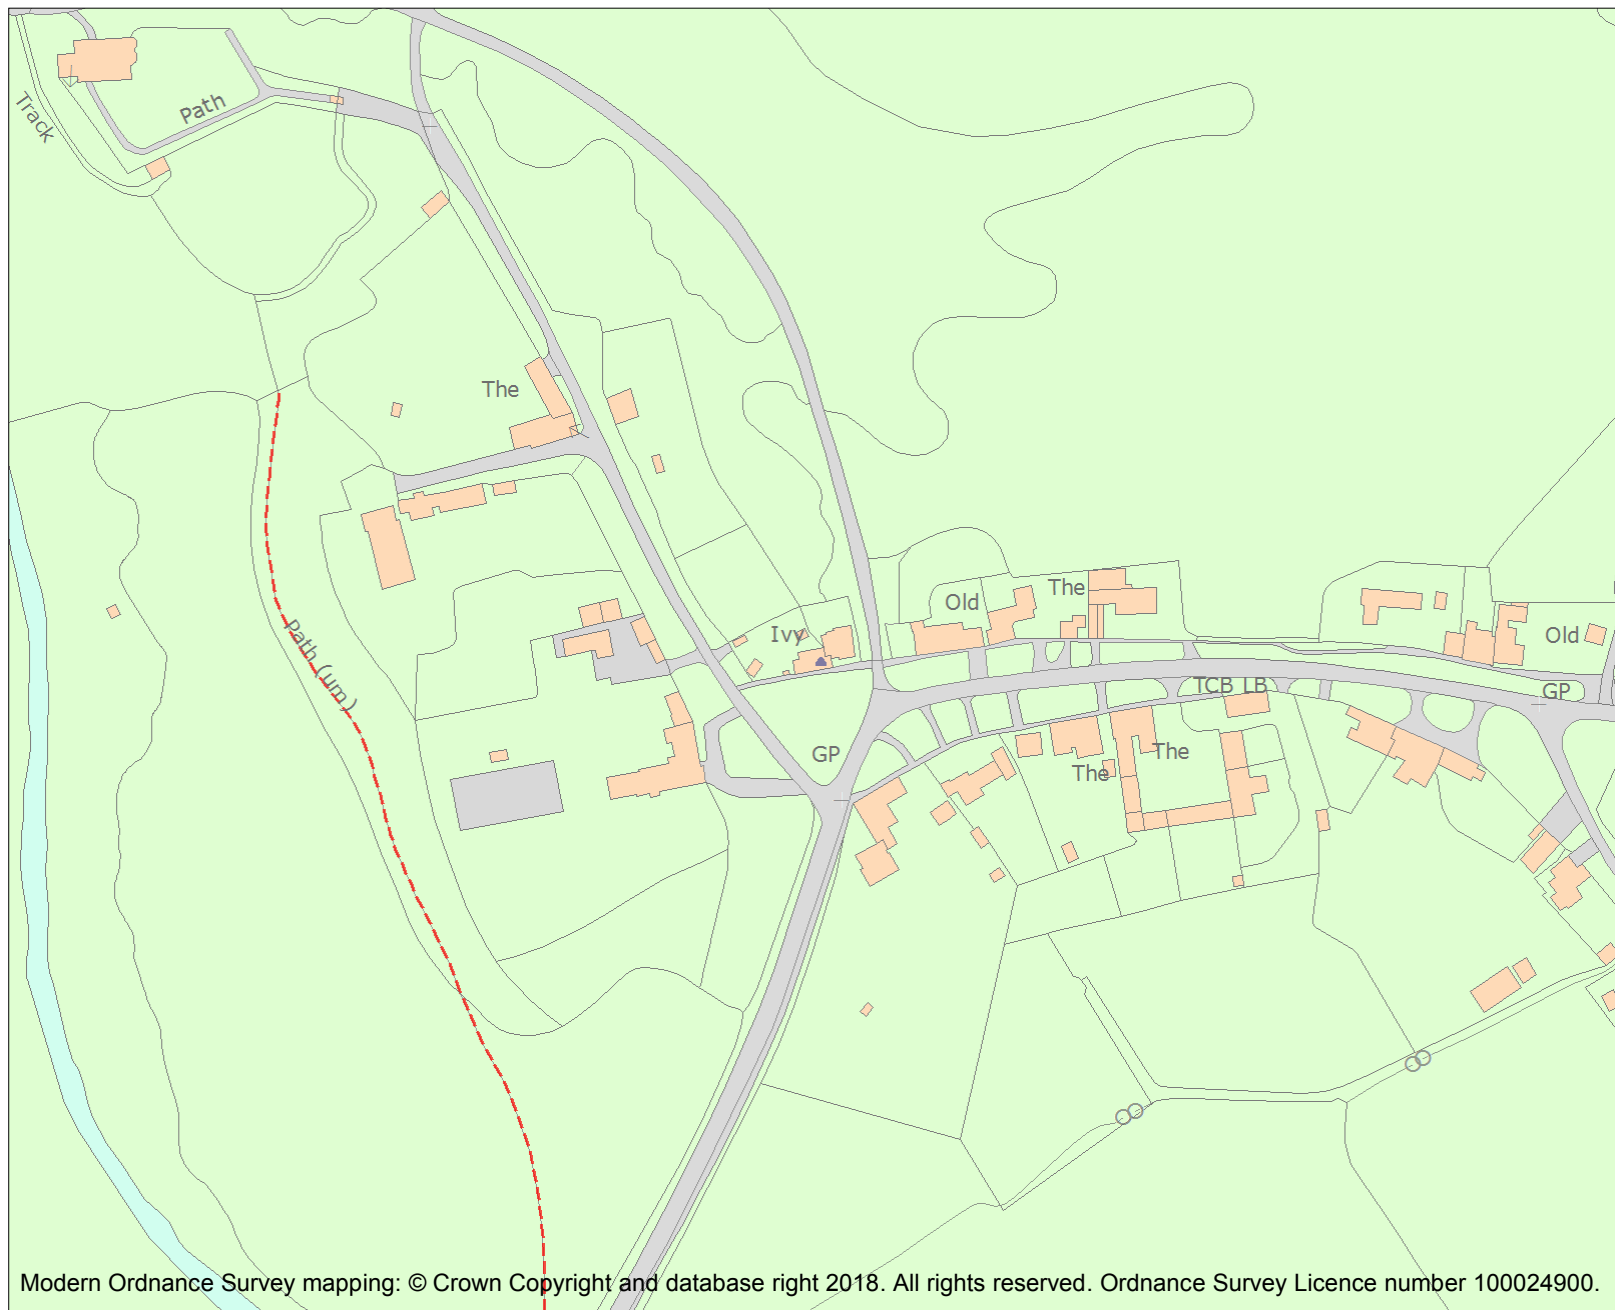 Track
Path
The
Path (um)
Ivy
Old
The
TCB LB
Old
GP
GP
The
The
Modern Ordnance Survey mapping: © Crown Copyright and database right 2018. All rights reserved. Ordnance Survey Licence number 100024900.